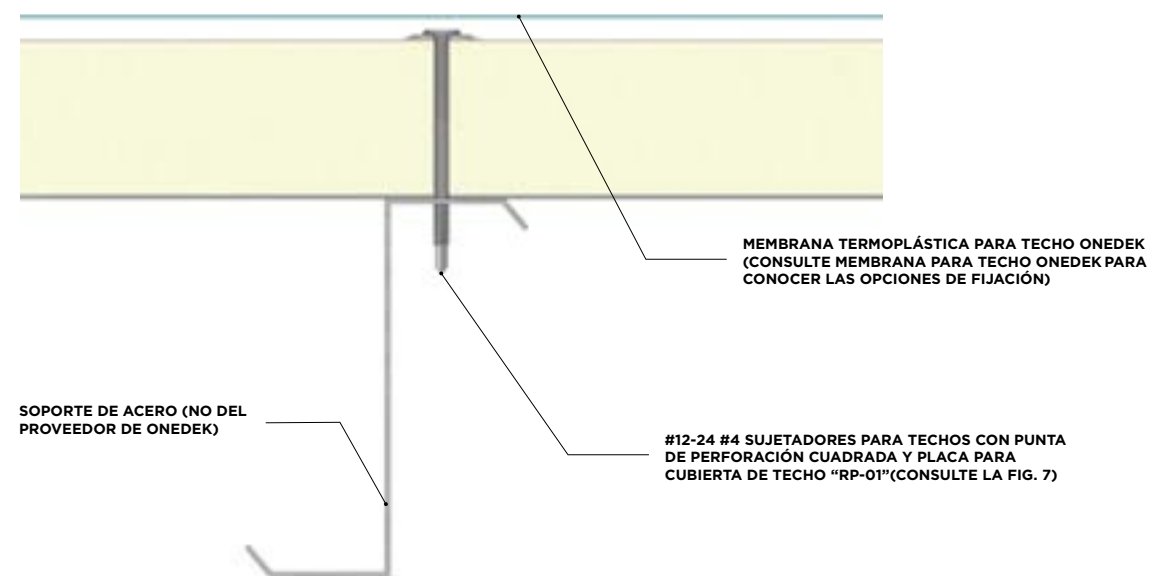 MEMBRANA TERMOPLÁSTICA PARA TECHO ONEDEK
(CONSULTE MEMBRANA PARA TECHO ONEDEK PARA
CONOCER LAS OPCIONES DE FIJACIÓN)
SOPORTE DE ACERO (NO DEL
PROVEEDOR DE ONEDEK)
#12-24 #4 SUJETADORES PARA TECHOS CON PUNTA
DE PERFORACIÓN CUADRADA Y PLACA PARA
CUBIERTA DE TECHO “RP-01”(CONSULTE LA FIG. 7)